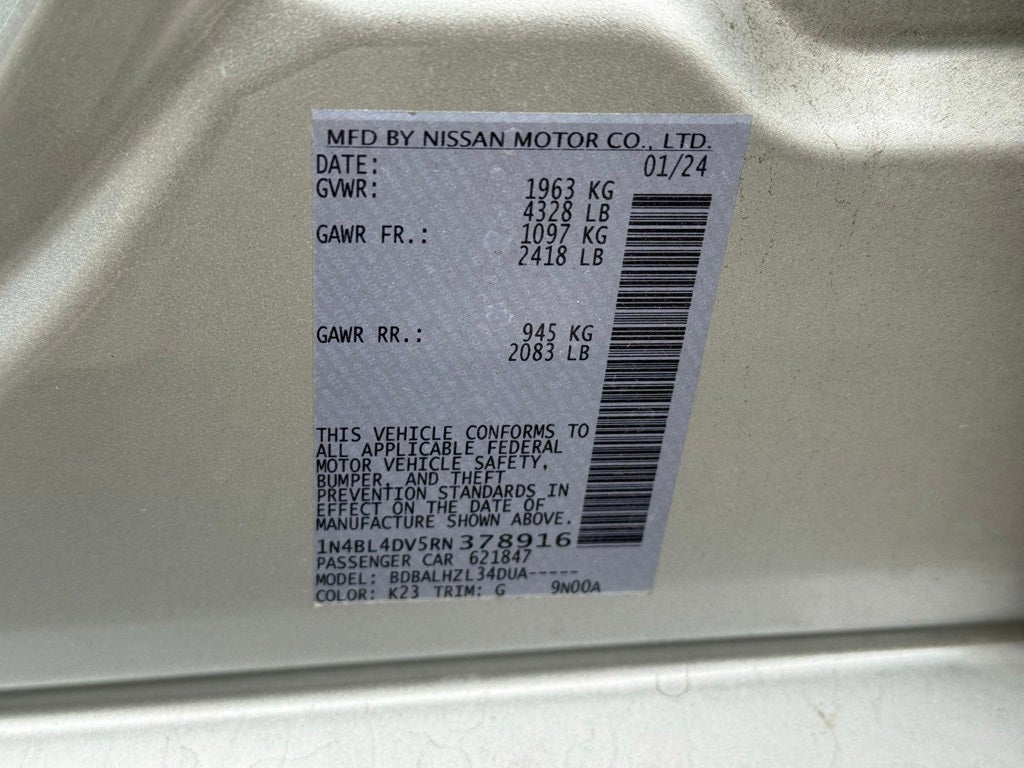 MFD BY NISSAN MOTOR CO., LTD.
DATE: 01/24
GVWR: 1963 KG
4328 LB
GAWR FR.: 1097 KG
2418 LB
GAWR RR.: 945 KG
2083 LB
THIS VEHICLE CONFORMS TO
ALL APPLICABLE FEDERAL
MOTOR VEHICLE SAFETY,
BUMPER, AND THEFT
PREVENTION STANDARDS IN
EFFECT ON THE DATE OF
MANUFACTURE SHOWN ABOVE.
1N4BL4DV5RN378916
PASSENGER CAR 621847
MODEL: BDBALHZL34DUA-----
COLOR: K23 TRIM: G 9N00A